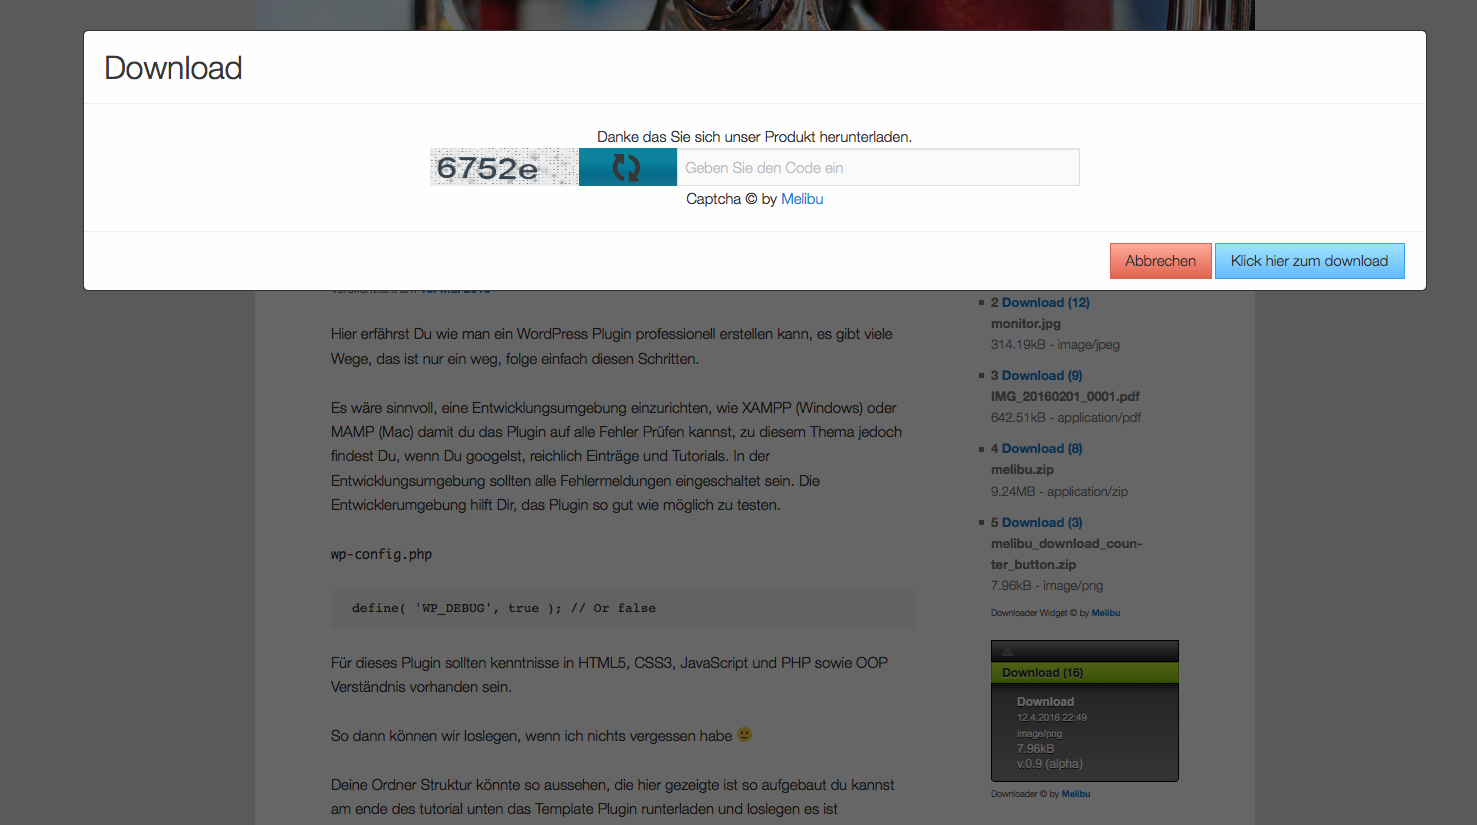 Download
Danke das Sie sich unser Produkt herunterladen.
6752e
Geben Sie den Code ein
Captcha © by Melibu
Abbrechen
Klick hier zum download
Hier erfährst Du wie man ein WordPress Plugin professionell erstellen kann, es gibt viele
Wege, das ist nur ein weg, folge einfach diesen Schritten.
Es wäre sinnvoll, eine Entwicklungsumgebung einzurichten, wie XAMPP (Windows) oder
MAMP (Mac) damit du das Plugin auf alle Fehler Prüfen kannst, zu diesem Thema jedoch
findest Du, wenn Du googelst, reichlich Einträge und Tutorials. In der
Entwicklungsumgebung sollten alle Fehlermeldungen eingeschaltet sein. Die
Entwicklerumgebung hilft Dir, das Plugin so gut wie möglich zu testen.
wp-config.php
define( 'WP_DEBUG', true ); // Or false
Für dieses Plugin sollten kenntnisse in HTML5, CSS3, JavaScript und PHP sowie OOP
Verständnis vorhanden sein.
So dann können wir loslegen, wenn ich nichts vergessen habe 🙂
Deine Ordner Struktur könnte so aussehen, die hier gezeigte ist so aufgebaut du kannst
am ende des tutorial unten das Template Plugin runterladen und loslegen es ist
2 Download (12)
monitor.jpg
314.19kB - image/jpeg
3 Download (9)
IMG_20160201_0001.pdf
642.51kB - application/pdf
4 Download (8)
melibu.zip
9.24MB - application/zip
5 Download (3)
melibu_download_coun-
ter_button.zip
7.96kB - image/png
Downloader Widget © by Melibu
Download (16)
Download
12.4.2016 22:49
image/png
7.96kB
v.0.9 (alpha)
Downloader © by Melibu